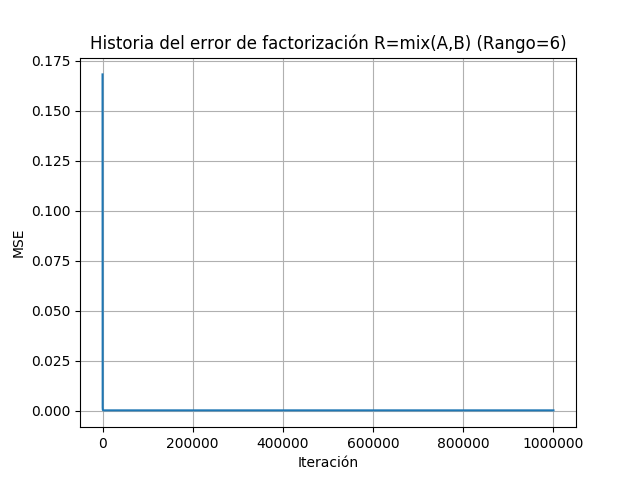 Historia del error de factorización R=mix(A,B) (Rango=6)
0.175
0.150
0.125
0.100
0.075
0.050
0.025
0.000
MSE
0 200000 400000 600000 800000 1000000
Iteración